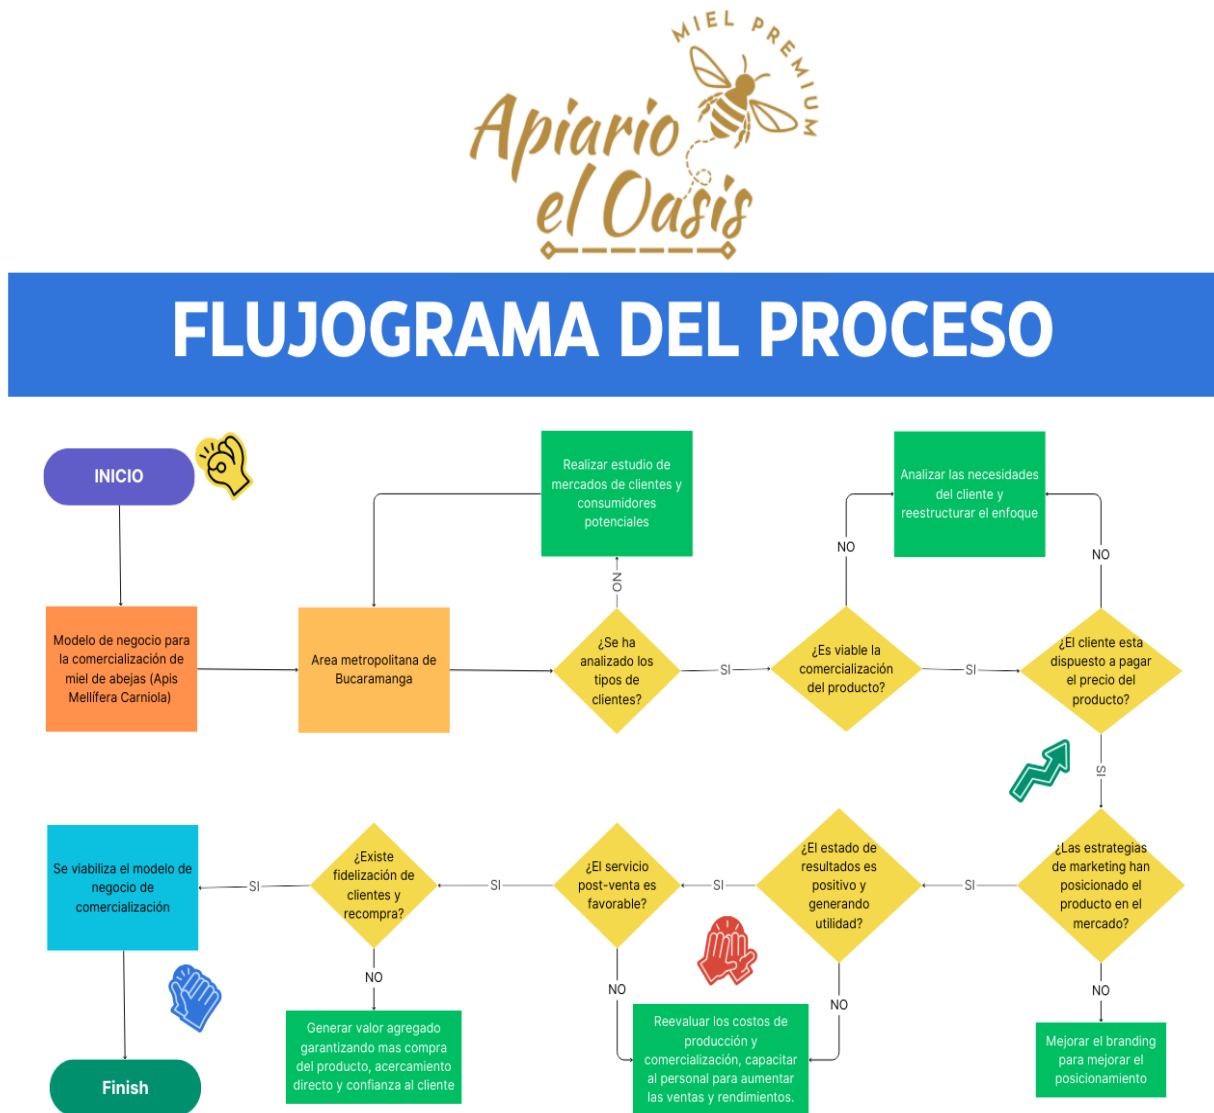 MIEL PREMIUM
Apiario
el Oasis
FLUJOGRAMA DEL PROCESO
INICIO
Realizar estudio de
mercados de clientes y
consumidores
potenciales
Analizar las necesidades
del cliente y
reestructurar el enfoque
NO
NO
NO
Modelo de negocio para
la comercialización de
miel de abejas (Apis
Mellífera Carniola)
Area metropolitana de
Bucaramanga
¿Se ha
analizado los
tipos de
clientes?
SI
¿Es viable la
comercialización
del producto?
SI
¿El cliente esta
dispuesto a pagar
el precio del
producto?
SI
Se viabiliza el modelo de
negocio de
comercialización
SI
¿Existe
fidelización de
clientes y
recompra?
SI
¿El servicio
post-venta es
favorable?
SI
¿El estado de
resultados es
positivo y
generando
utilidad?
SI
¿Las estrategias
de marketing han
posicionado el
producto en el
mercado?
NO
NO
NO
NO
Generar valor agregado
garantizando mas compra
del producto, acercamiento
directo y confianza al cliente
Reevaluar los costos de
producción y
comercialización, capacitar
al personal para aumentar
las ventas y rendimientos.
Mejorar el branding
para mejorar el
posicionamiento
Finish